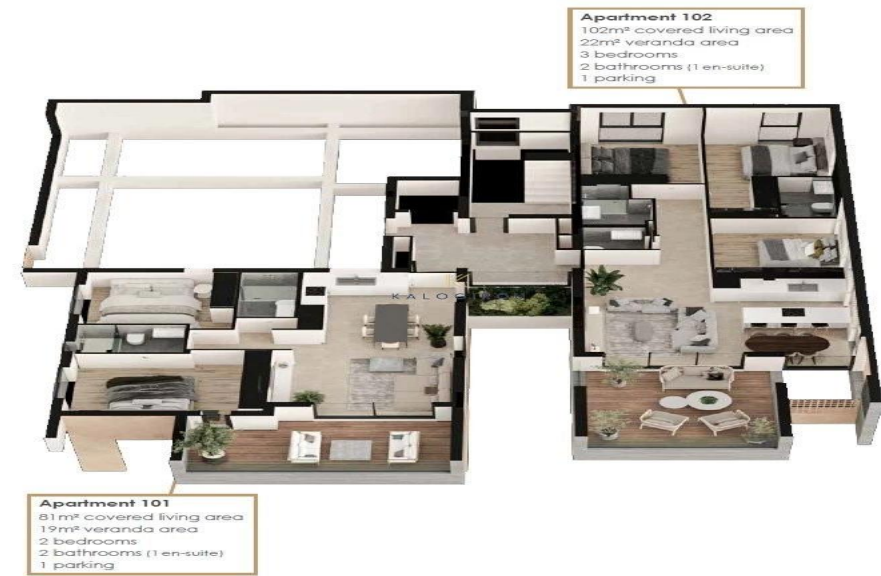 Apartment 102
102m² covered living area
22m² veranda area
3 bedrooms
2 bathrooms (1 en-suite)
1 parking
Apartment 101
81m² covered living area
19m² veranda area
2 bedrooms
2 bathrooms (1 en-suite)
1 parking